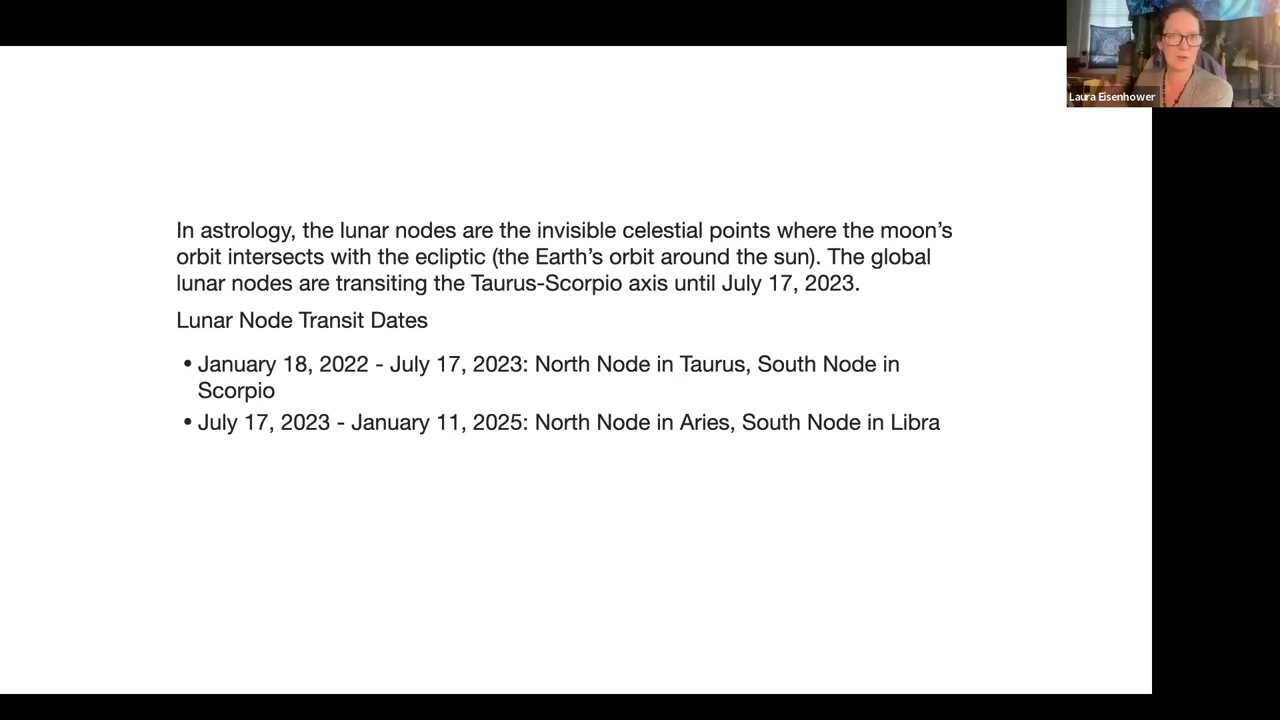 Laura Eisenhower
In astrology, the lunar nodes are the invisible celestial points where the moon’s
orbit intersects with the ecliptic (the Earth’s orbit around the sun). The global
lunar nodes are transiting the Taurus-Scorpio axis until July 17, 2023.
Lunar Node Transit Dates
• January 18, 2022 - July 17, 2023: North Node in Taurus, South Node in
Scorpio
• July 17, 2023 - January 11, 2025: North Node in Aries, South Node in Libra